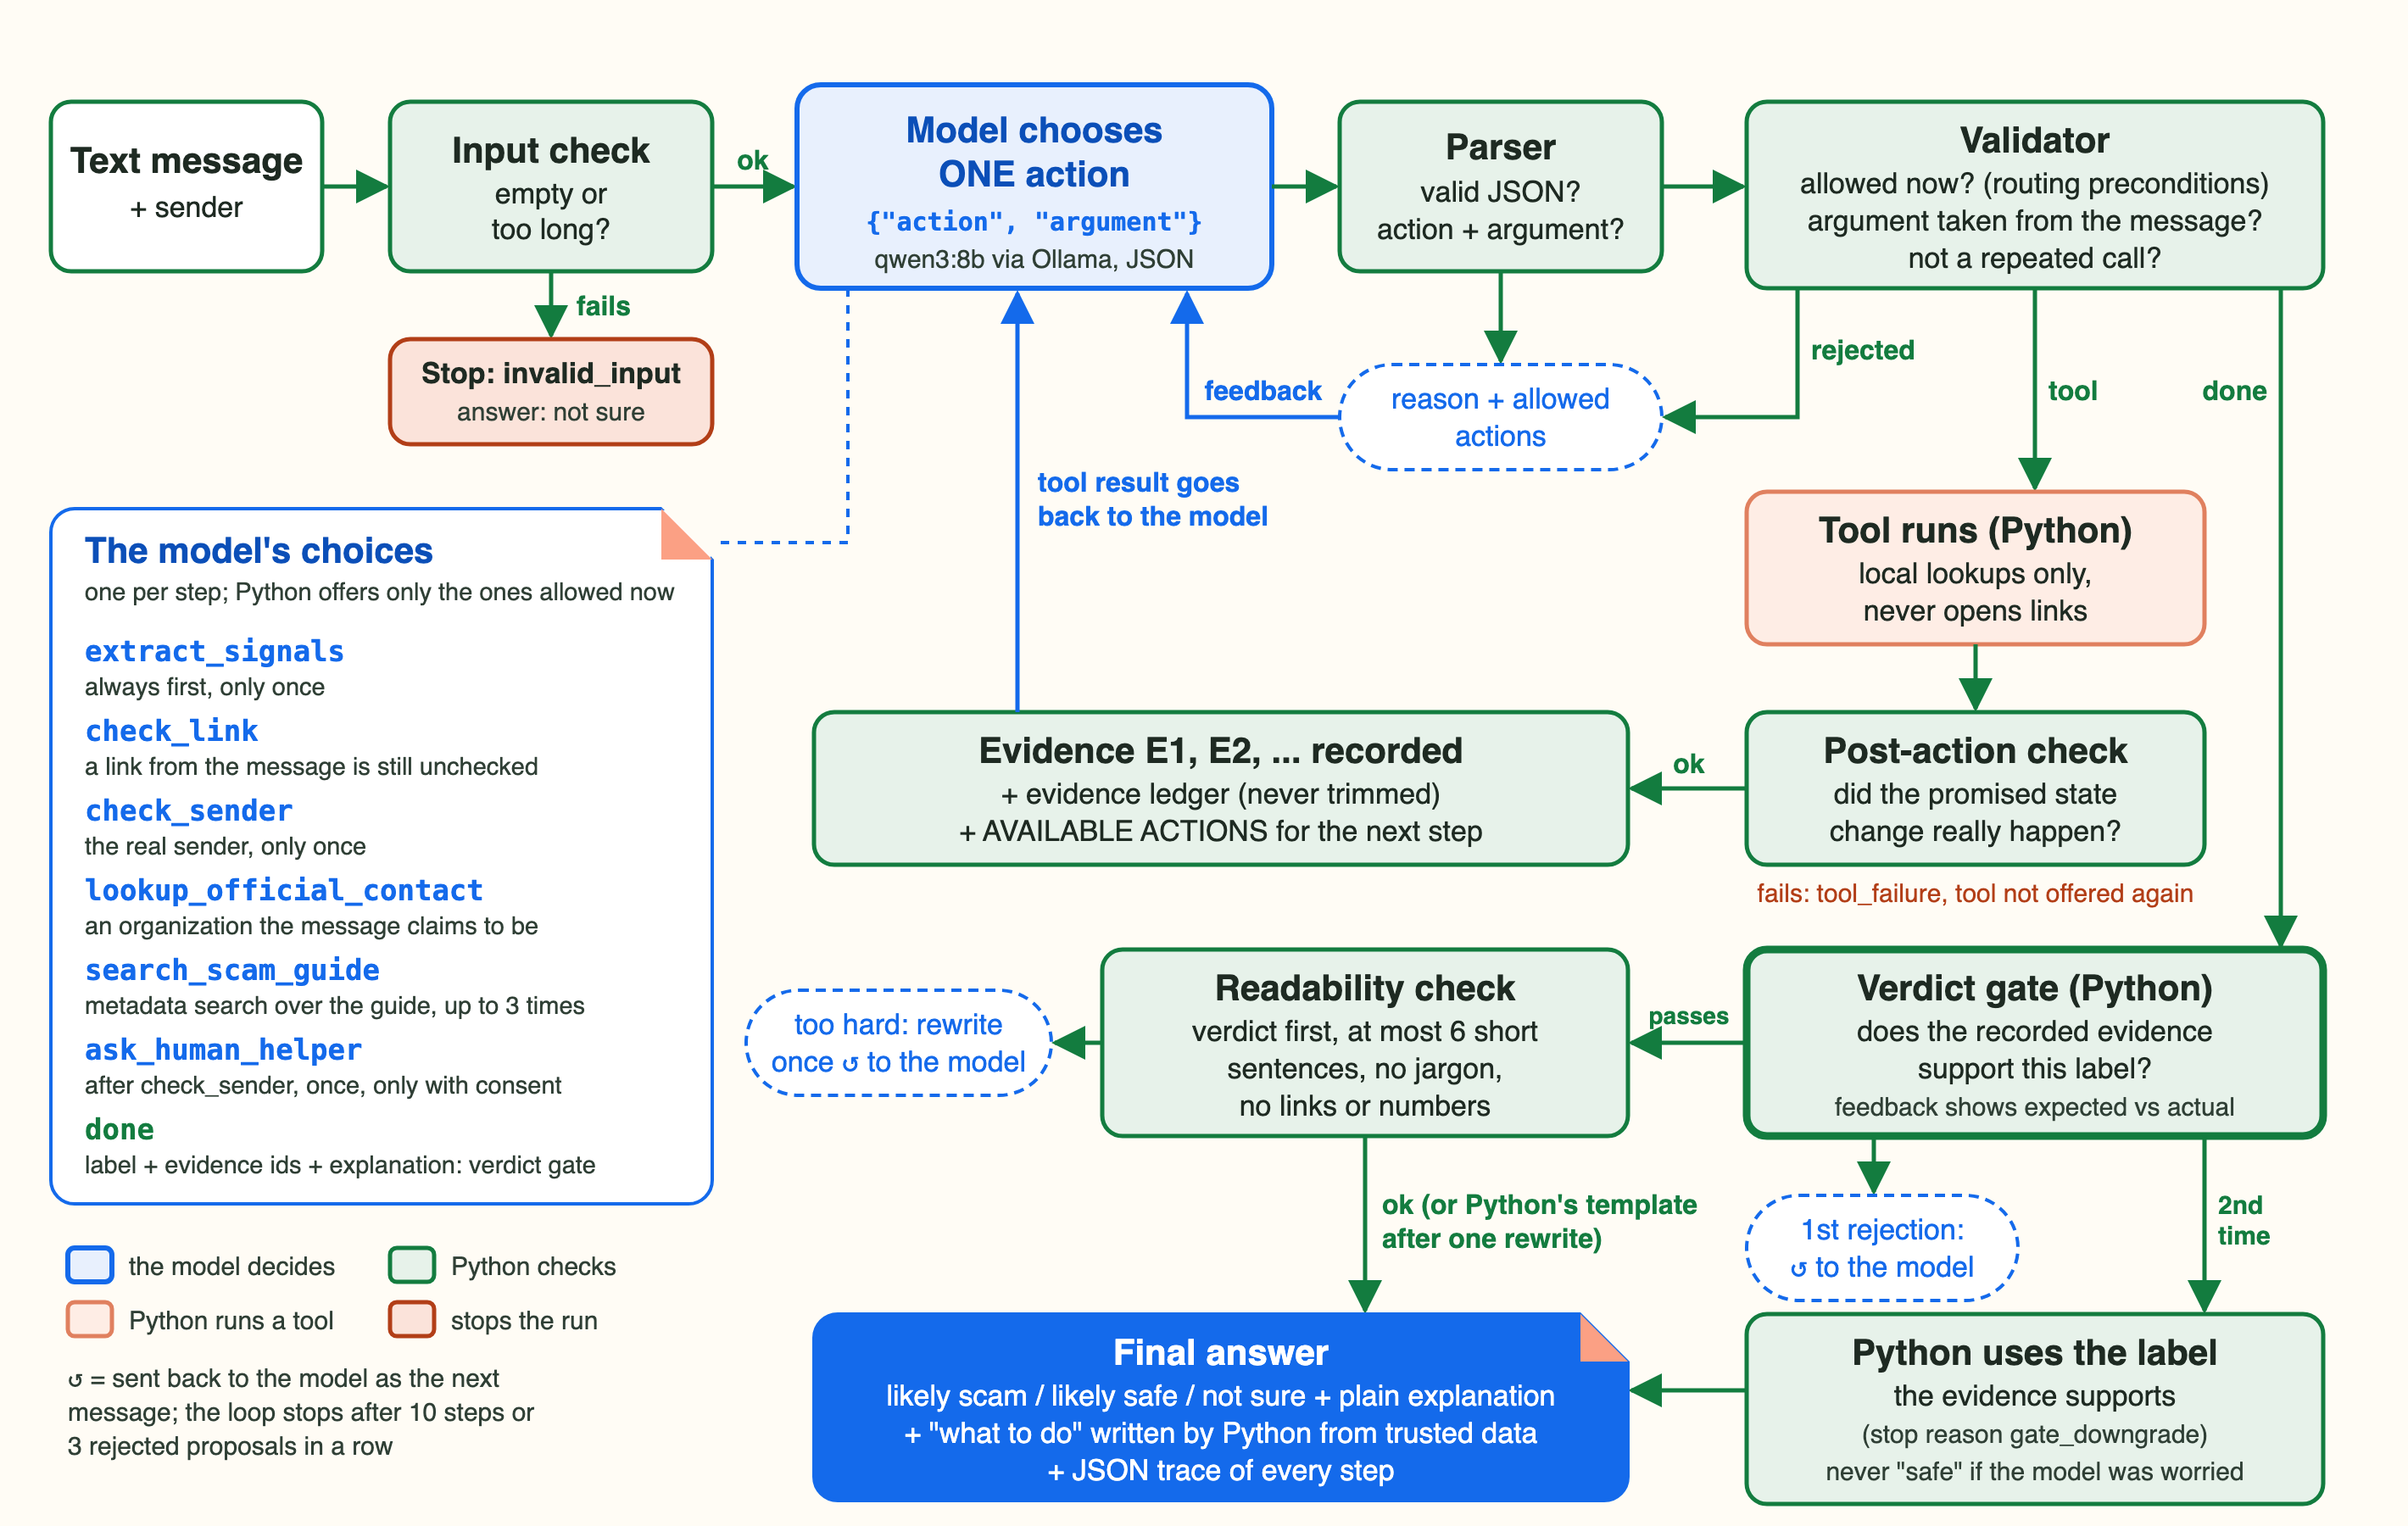 Text message
+ sender
Input check
empty or
too long?
ok
fails
Stop: invalid_input
answer: not sure
Model chooses
ONE action
{"action", "argument"}
qwen3:8b via Ollama, JSON
Parser
valid JSON?
action + argument?
Validator
allowed now? (routing preconditions)
argument taken from the message?
not a repeated call?
rejected
tool
done
feedback
reason + allowed
actions
tool result goes
back to the model
Tool runs (Python)
local lookups only,
never opens links
Post-action check
did the promised state
change really happen?
fails: tool_failure, tool not offered again
ok
Evidence E1, E2, ... recorded
+ evidence ledger (never trimmed)
+ AVAILABLE ACTIONS for the next step
The model's choices
one per step; Python offers only the ones allowed now
extract_signals
always first, only once
check_link
a link from the message is still unchecked
check_sender
the real sender, only once
lookup_official_contact
an organization the message claims to be
search_scam_guide
metadata search over the guide, up to 3 times
ask_human_helper
after check_sender, once, only with consent
done
label + evidence ids + explanation: verdict gate
Verdict gate (Python)
does the recorded evidence
support this label?
feedback shows expected vs actual
passes
Readability check
verdict first, at most 6 short
sentences, no jargon,
no links or numbers
too hard: rewrite
once ↺ to the model
ok (or Python's template
after one rewrite)
1st rejection:
↺ to the model
2nd
time
Python uses the label
the evidence supports
(stop reason gate_downgrade)
never "safe" if the model was worried
Final answer
likely scam / likely safe / not sure + plain explanation
+ "what to do" written by Python from trusted data
+ JSON trace of every step
the model decides
Python checks
Python runs a tool
stops the run
↺ = sent back to the model as the next
message; the loop stops after 10 steps or
3 rejected proposals in a row